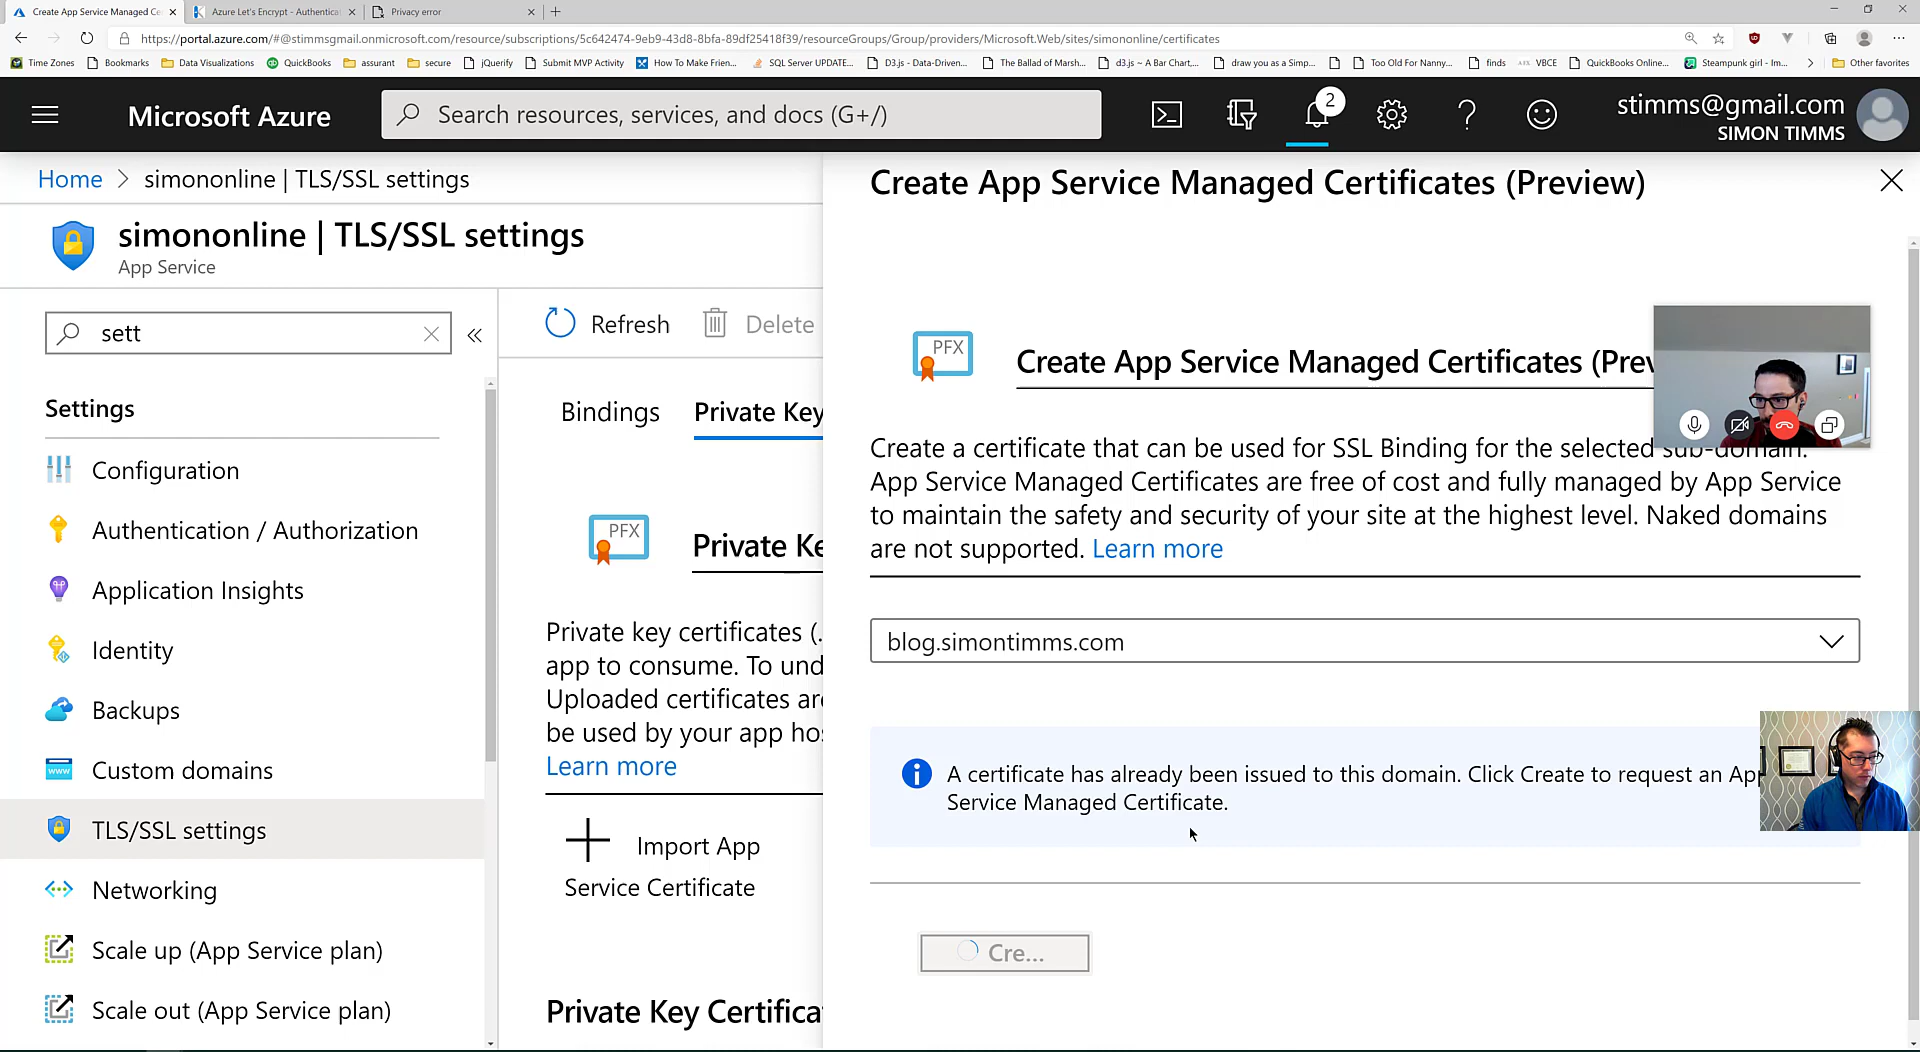 Create App Service Managed Ce
Azure Let's Encrypt - Authentica
Privacy error
https://portal.azure.com/#@stimmsgmail.onmicrosoft.com/resource/subscriptions/5c642474-9eb9-43d8-8bfa-89df25418f39/resourceGroups/Group/providers/Microsoft.Web/sites/simononline/certificates
Time Zones
Bookmarks
Data Visualizations
QuickBooks
assurant
secure
jQuerify
Submit MVP Activity
How To Make Frien...
SQL Server UPDATE...
D3.js - Data-Driven...
The Ballad of Marsh...
d3.js ~ A Bar Chart,...
draw you as a Simp...
Too Old For Nanny...
finds
VBCE
QuickBooks Online...
Steampunk girl - Im...
Other favorites
Microsoft Azure
Search resources, services, and docs (G+/)
2
stimms@gmail.com
SIMON TIMMS
Home > simononline | TLS/SSL settings
simononline | TLS/SSL settings
App Service
sett
Settings
Configuration
Authentication / Authorization
Application Insights
Identity
Backups
Custom domains
TLS/SSL settings
Networking
Scale up (App Service plan)
Scale out (App Service plan)
Refresh
Delete
Bindings
Private Key
PFX
Private Ke
Private key certificates (.
app to consume. To und
Uploaded certificates are
be used by your app hos
Learn more
Import App
Service Certificate
Private Key Certifica
Create App Service Managed Certificates (Preview)
PFX
Create App Service Managed Certificates (Prev
Create a certificate that can be used for SSL Binding for the selected sub-domain.
App Service Managed Certificates are free of cost and fully managed by App Service
to maintain the safety and security of your site at the highest level. Naked domains
are not supported. Learn more
blog.simontimms.com
A certificate has already been issued to this domain. Click Create to request an App
Service Managed Certificate.
Cre...